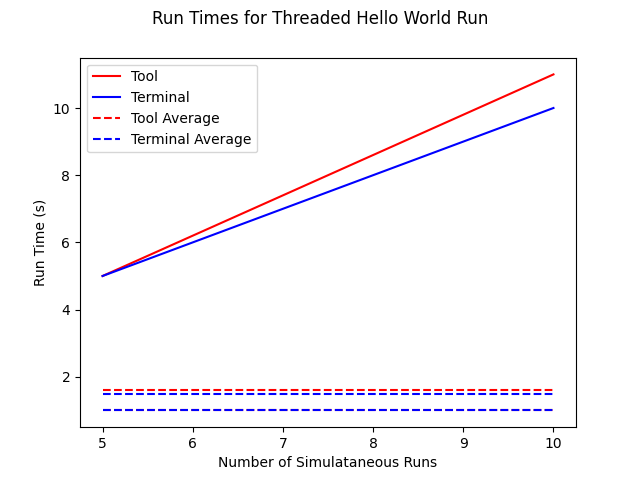 Run Times for Threaded Hello World Run
Tool
Terminal
Tool Average
Terminal Average
10
8
6
4
2
Run Time (s)
5 6 7 8 9 10
Number of Simulataneous Runs